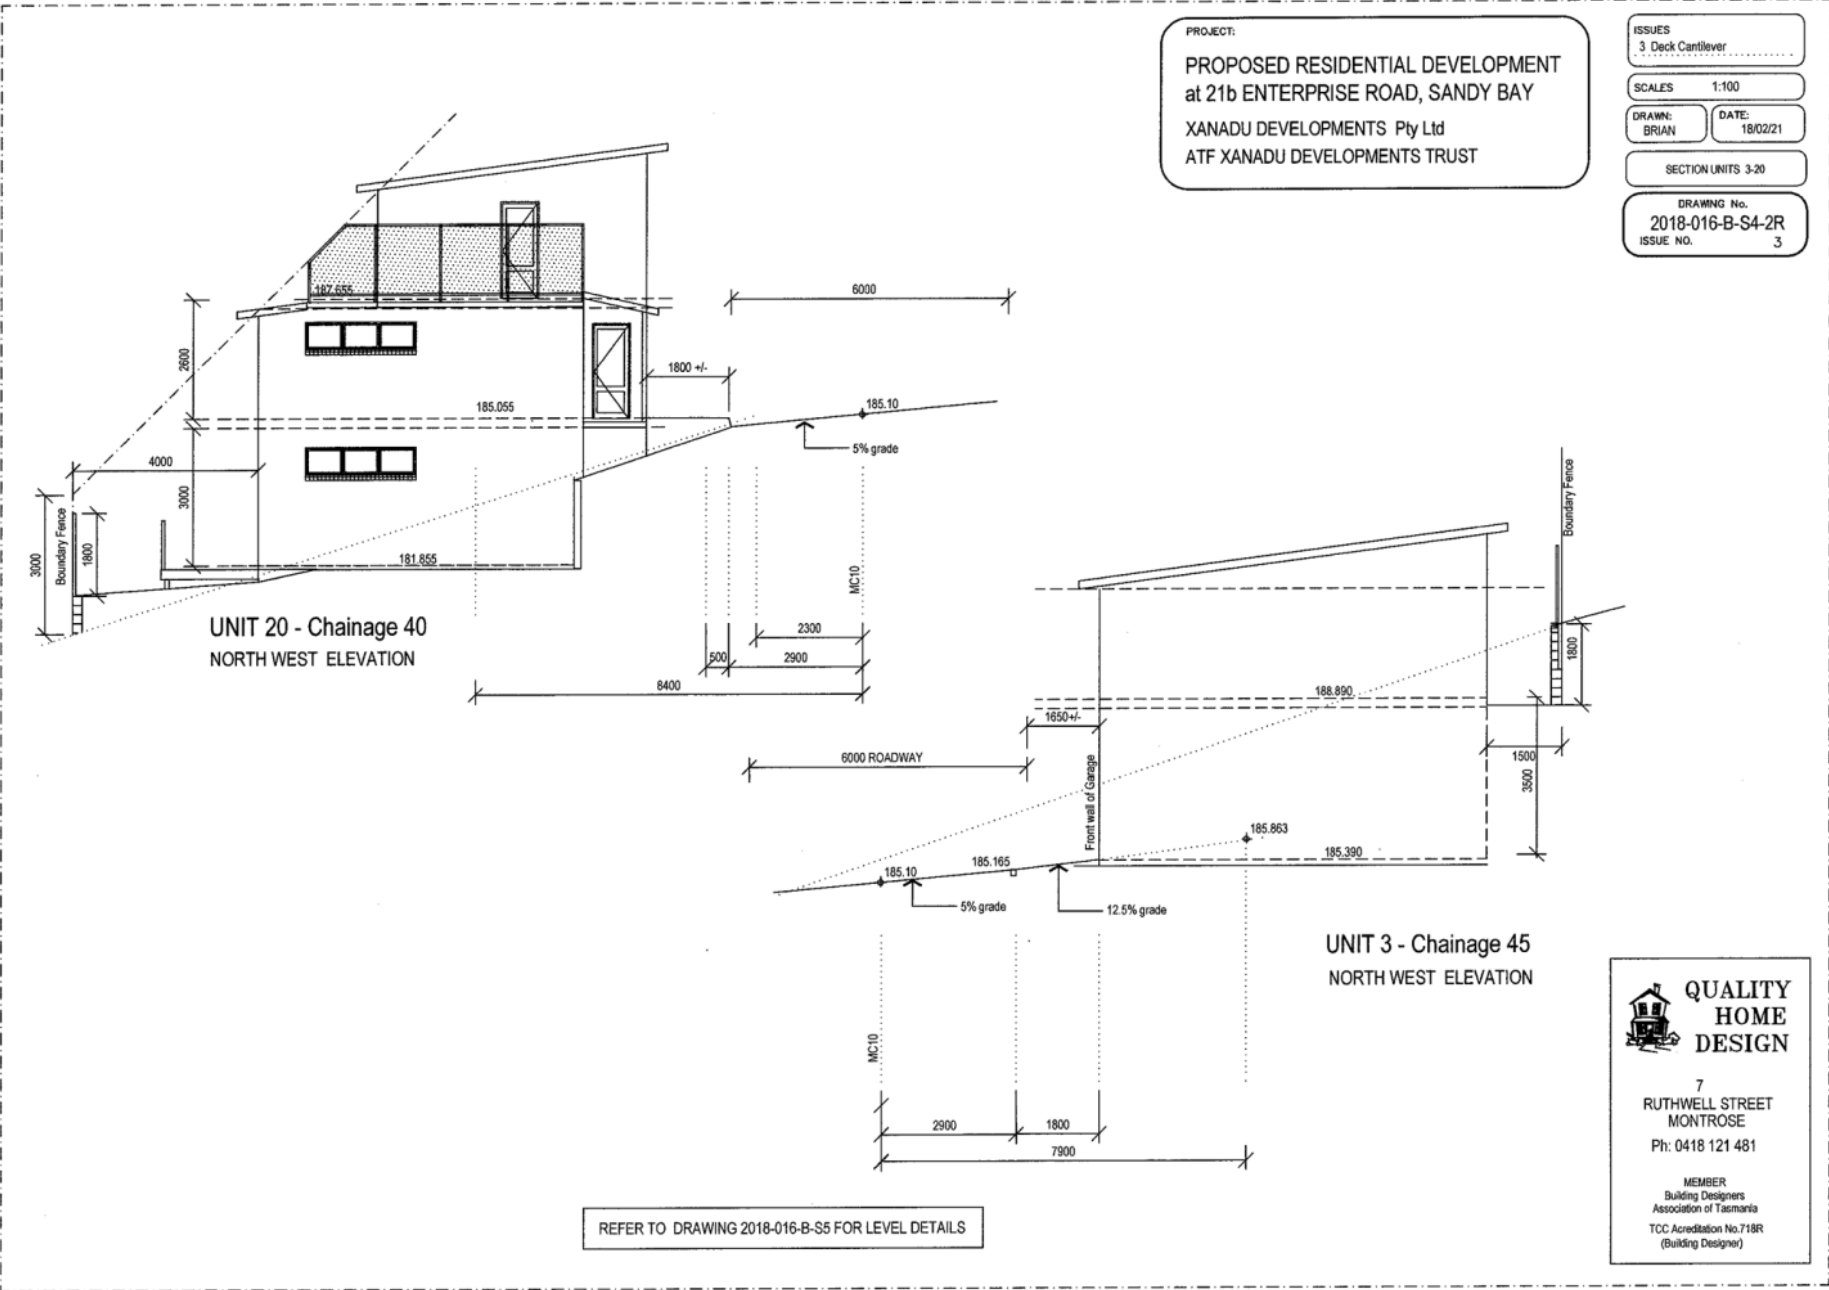 PROJECT:
PROPOSED RESIDENTIAL DEVELOPMENT
at 21b ENTERPRISE ROAD, SANDY BAY
XANADU DEVELOPMENTS Pty Ltd
ATF XANADU DEVELOPMENTS TRUST
ISSUES
3 Deck Cantilever
SCALES 1:100
DRAWN:
BRIAN
DATE:
18/02/21
SECTION UNITS 3-20
DRAWING No.
2018-016-B-S4-2R
ISSUE NO. 3
187.655
6000
2600
1800 +/-
185.055
185.10
5% grade
4000
3000
3000
Boundary Fence
1800
181.855
MC10
UNIT 20 - Chainage 40
NORTH WEST ELEVATION
2300
500
2900
8400
Boundary Fence
1800
188.890
1650+/-
6000 ROADWAY
1500
3500
Front wall of Garage
185.863
185.390
185.165
185.10
5% grade
12.5% grade
UNIT 3 - Chainage 45
NORTH WEST ELEVATION
MC10
2900
1800
7900
REFER TO DRAWING 2018-016-B-S5 FOR LEVEL DETAILS
QUALITY
HOME
DESIGN
7
RUTHWELL STREET
MONTROSE
Ph: 0418 121 481
MEMBER
Building Designers
Association of Tasmania
TCC Acreditation No.718R
(Building Designer)